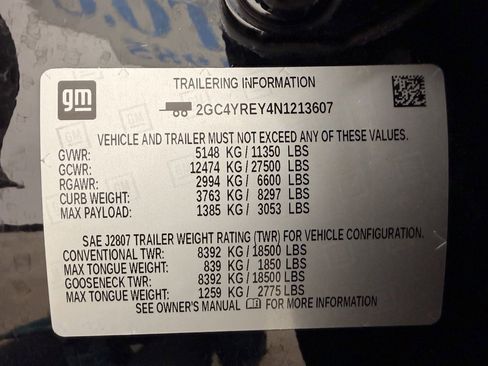 gm
TRAILERING INFORMATION
2GC4YREY4N1213607
VEHICLE AND TRAILER MUST NOT EXCEED ANY OF THESE VALUES.
GVWR: 5148 KG / 11350 LBS
GCWR: 12474 KG / 27500 LBS
RGAWR: 2994 KG / 6600 LBS
CURB WEIGHT: 3763 KG / 8297 LBS
MAX PAYLOAD: 1385 KG / 3053 LBS
SAE J2807 TRAILER WEIGHT RATING (TWR) FOR VEHICLE CONFIGURATION.
CONVENTIONAL TWR: 8392 KG / 18500 LBS
MAX TONGUE WEIGHT: 839 KG / 1850 LBS
GOOSENECK TWR: 8392 KG / 18500 LBS
MAX TONGUE WEIGHT: 1259 KG / 2775 LBS
SEE OWNER'S MANUAL FOR MORE INFORMATION